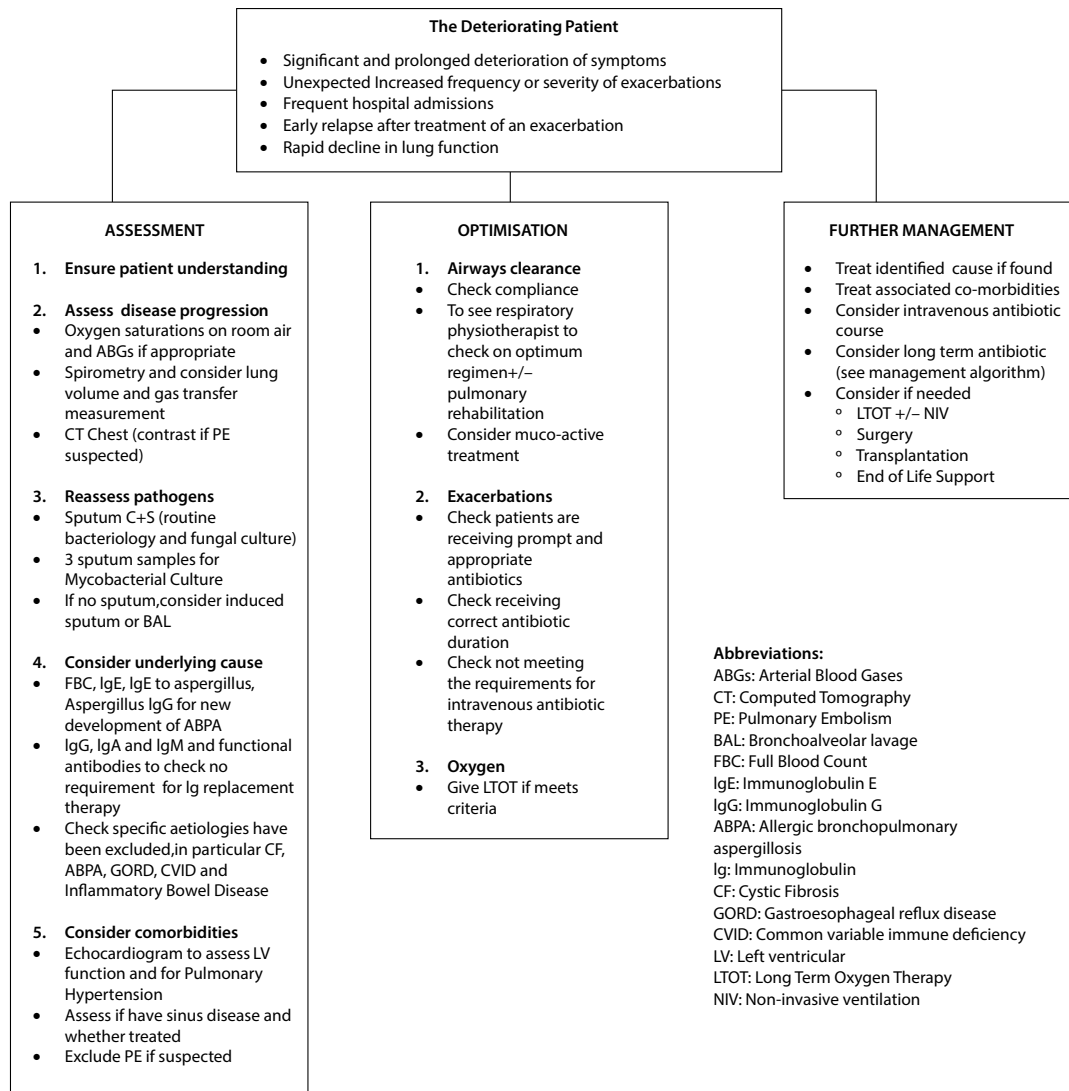 The Deteriorating Patient
• Significant and prolonged deterioration of symptoms
• Unexpected Increased frequency or severity of exacerbations
• Frequent hospital admissions
• Early relapse after treatment of an exacerbation
• Rapid decline in lung function
ASSESSMENT
1. Ensure patient understanding
2. Assess disease progression
• Oxygen saturations on room air
and ABGs if appropriate
• Spirometry and consider lung
volume and gas transfer
measurement
• CT Chest (contrast if PE
suspected)
3. Reassess pathogens
• Sputum C+S (routine
bacteriology and fungal culture)
• 3 sputum samples for
Mycobacterial Culture
• If no sputum,consider induced
sputum or BAL
4. Consider underlying cause
• FBC, IgE, IgE to aspergillus,
Aspergillus IgG for new
development of ABPA
• IgG, IgA and IgM and functional
antibodies to check no
requirement for Ig replacement
therapy
• Check specific aetiologies have
been excluded,in particular CF,
ABPA, GORD, CVID and
Inflammatory Bowel Disease
5. Consider comorbidities
• Echocardiogram to assess LV
function and for Pulmonary
Hypertension
• Assess if have sinus disease and
whether treated
• Exclude PE if suspected
OPTIMISATION
1. Airways clearance
• Check compliance
• To see respiratory
physiotherapist to
check on optimum
regimen+/–
pulmonary
rehabilitation
• Consider muco-active
treatment
2. Exacerbations
• Check patients are
receiving prompt and
appropriate
antibiotics
• Check receiving
correct antibiotic
duration
• Check not meeting
the requirements for
intravenous antibiotic
therapy
3. Oxygen
• Give LTOT if meets
criteria
FURTHER MANAGEMENT
• Treat identified cause if found
• Treat associated co-morbidities
• Consider intravenous antibiotic
course
• Consider long term antibiotic
(see management algorithm)
• Consider if needed
o LTOT +/– NIV
o Surgery
o Transplantation
o End of Life Support
Abbreviations:
ABGs: Arterial Blood Gases
CT: Computed Tomography
PE: Pulmonary Embolism
BAL: Bronchoalveolar lavage
FBC: Full Blood Count
IgE: Immunoglobulin E
IgG: Immunoglobulin G
ABPA: Allergic bronchopulmonary
aspergillosis
Ig: Immunoglobulin
CF: Cystic Fibrosis
GORD: Gastroesophageal reflux disease
CVID: Common variable immune deficiency
LV: Left ventricular
LTOT: Long Term Oxygen Therapy
NIV: Non-invasive ventilation